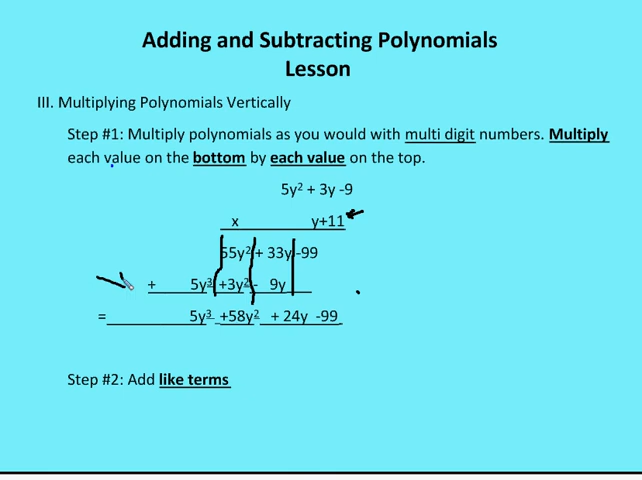 Adding and Subtracting Polynomials
Lesson
III. Multiplying Polynomials Vertically
Step #1: Multiply polynomials as you would with multi digit numbers. Multiply
each value on the bottom by each value on the top.
5y² + 3y -9
x y+11
55y² + 33y -99
+ 5y³ +3y² - 9y
= 5y³ +58y² + 24y -99
Step #2: Add like terms